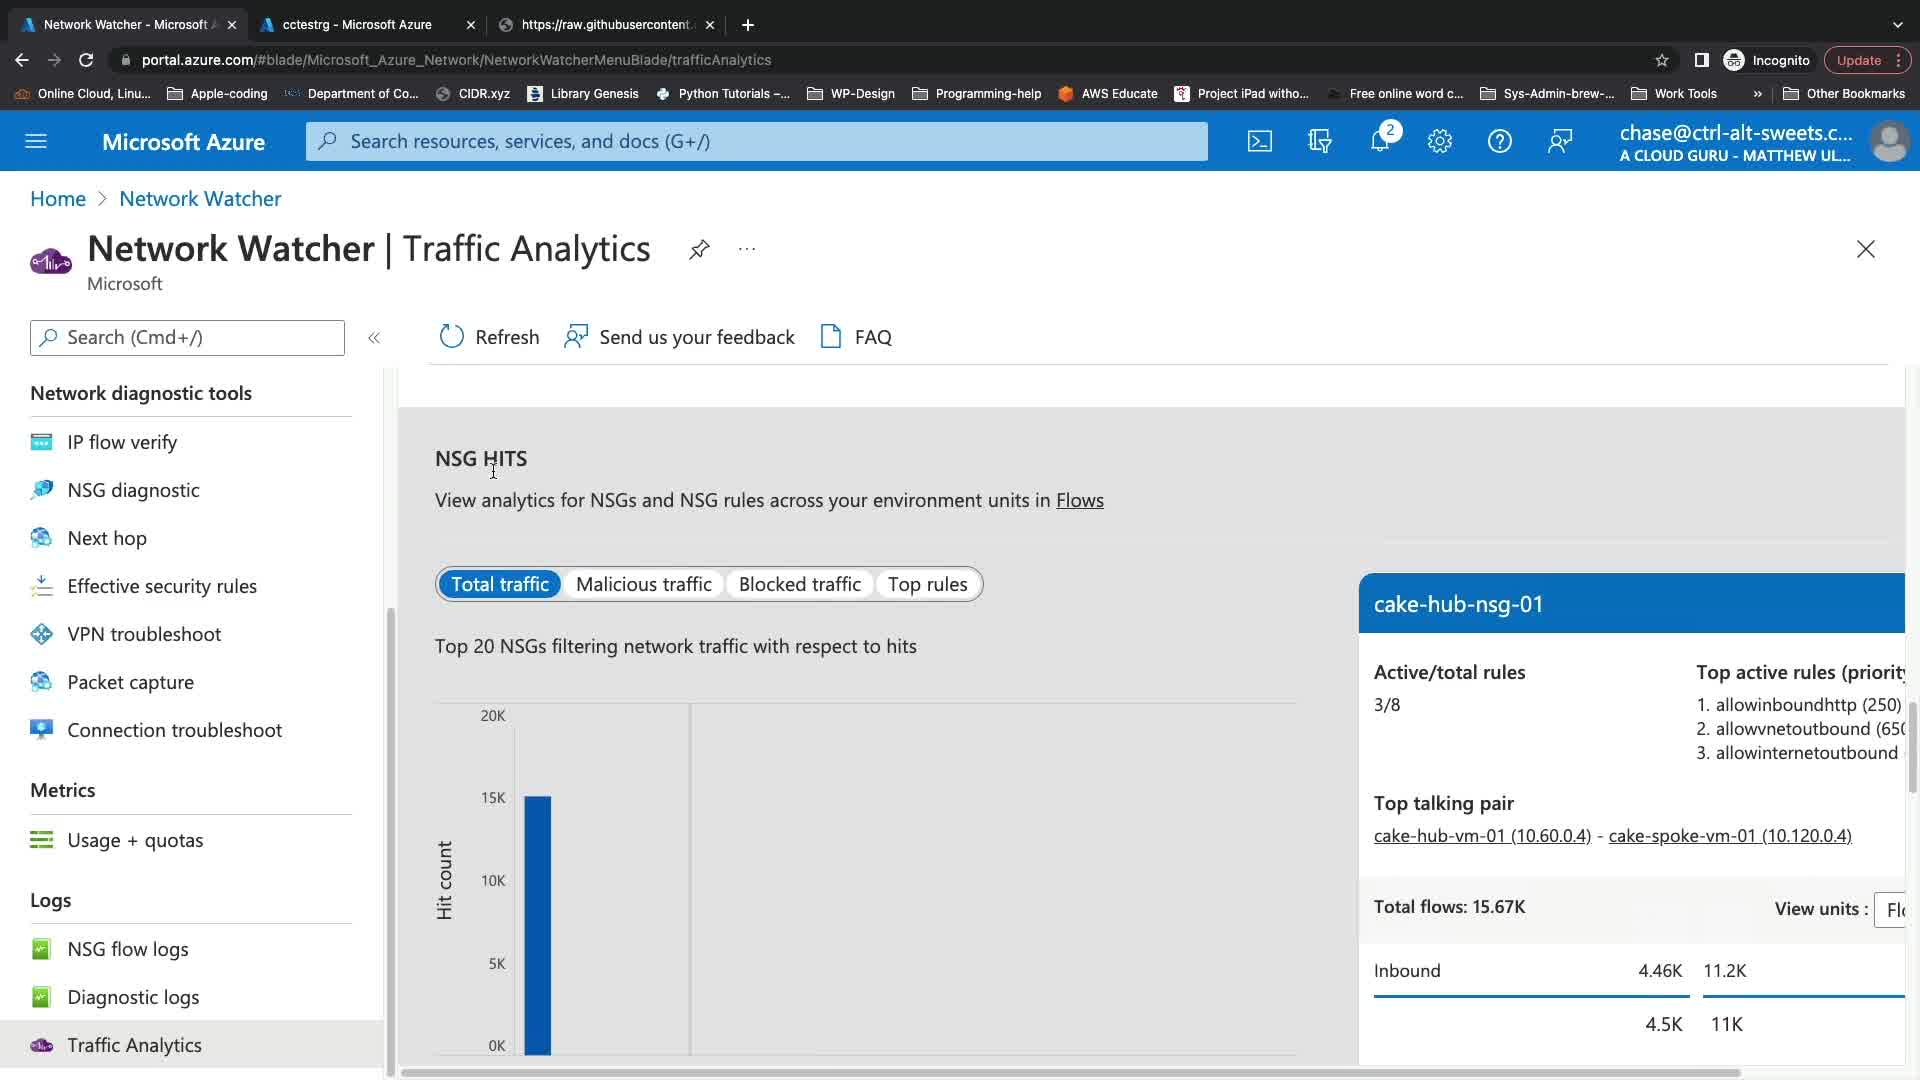 Network Watcher - Microsoft A
cctestrg - Microsoft Azure
https://raw.githubusercontent.
portal.azure.com/#blade/Microsoft_Azure_Network/NetworkWatcherMenuBlade/trafficAnalytics
Incognito
Update
Online Cloud, Linu...
Apple-coding
Department of Co...
CIDR.xyz
Library Genesis
Python Tutorials –...
WP-Design
Programming-help
AWS Educate
Project iPad witho...
Free online word c...
Sys-Admin-brew-...
Work Tools
»
Other Bookmarks
Microsoft Azure
Search resources, services, and docs (G+/)
2
chase@ctrl-alt-sweets.c...
A CLOUD GURU - MATTHEW UL...
Home > Network Watcher
Network Watcher | Traffic Analytics
...
Microsoft
Search (Cmd+/)
«
Refresh
Send us your feedback
FAQ
Network diagnostic tools
IP flow verify
NSG diagnostic
Next hop
Effective security rules
VPN troubleshoot
Packet capture
Connection troubleshoot
Metrics
Usage + quotas
Logs
NSG flow logs
Diagnostic logs
Traffic Analytics
NSG HITS
View analytics for NSGs and NSG rules across your environment units in Flows
Total traffic
Malicious traffic
Blocked traffic
Top rules
Top 20 NSGs filtering network traffic with respect to hits
20K
15K
10K
5K
0K
Hit count
cake-hub-nsg-01
Active/total rules
3/8
Top active rules (priority
1. allowinboundhttp (250)
2. allowvnetoutbound (650
3. allowinternetoutbound
Top talking pair
cake-hub-vm-01 (10.60.0.4) - cake-spoke-vm-01 (10.120.0.4)
Total flows: 15.67K
View units :
Flo
Inbound
4.46K
11.2K
4.5K
11K